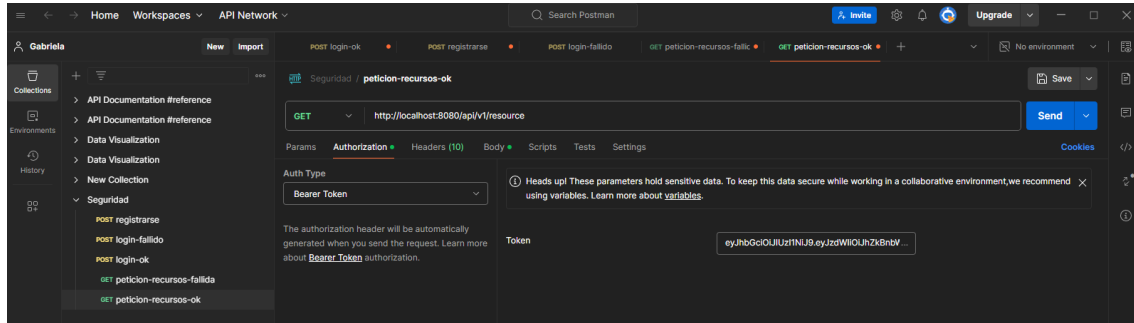 Home Workspaces API Network Search Postman Invite Upgrade
Gabriela New Import POST login-ok POST registrarse POST login-fallido GET peticion-recursos-fallic GET peticion-recursos-ok No environment
Collections
Environments
History
API Documentation #reference
API Documentation #reference
Data Visualization
Data Visualization
New Collection
Seguridad
POST registrarse
POST login-fallido
POST login-ok
GET peticion-recursos-fallida
GET peticion-recursos-ok
HTTP Seguridad / peticion-recursos-ok Save
GET http://localhost:8080/api/v1/resource Send
Params Authorization Headers (10) Body Scripts Tests Settings Cookies
Auth Type
Bearer Token
The authorization header will be automatically
generated when you send the request. Learn more
about Bearer Token authorization.
Heads up! These parameters hold sensitive data. To keep this data secure while working in a collaborative environment,we recommend
using variables. Learn more about variables.
Token